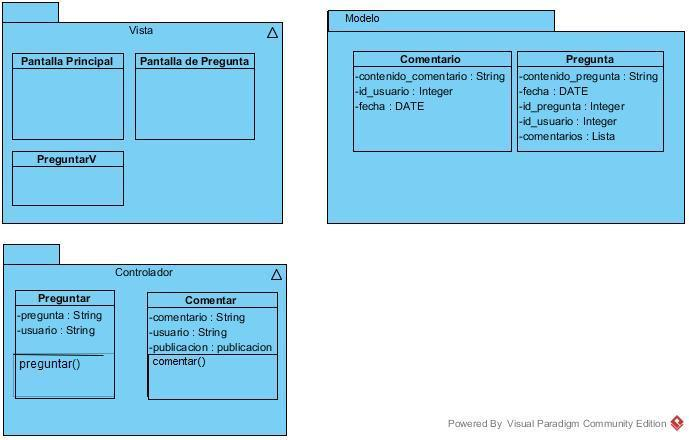 Vista
Pantalla Principal
Pantalla de Pregunta
PreguntarV
Modelo
Comentario
-contenido_comentario : String
-id_usuario : Integer
-fecha : DATE
Pregunta
-contenido_pregunta : String
-fecha : DATE
-id_pregunta : Integer
-id_usuario : Integer
-comentarios : Lista
Controlador
Preguntar
-pregunta : String
-usuario : String
preguntar()
Comentar
-comentario : String
-usuario : String
-publicacion : publicacion
comentar()
Powered By Visual Paradigm Community Edition